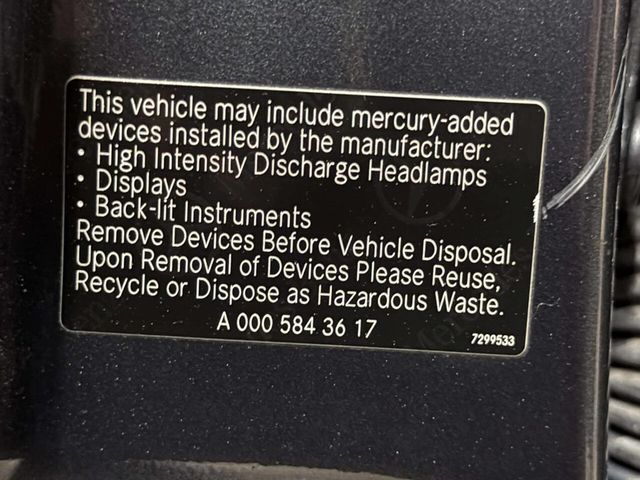 This vehicle may include mercury-added
devices installed by the manufacturer:
• High Intensity Discharge Headlamps
• Displays
• Back-lit Instruments
Remove Devices Before Vehicle Disposal.
Upon Removal of Devices Please Reuse,
Recycle or Dispose as Hazardous Waste.
A 000 584 36 17
7299533